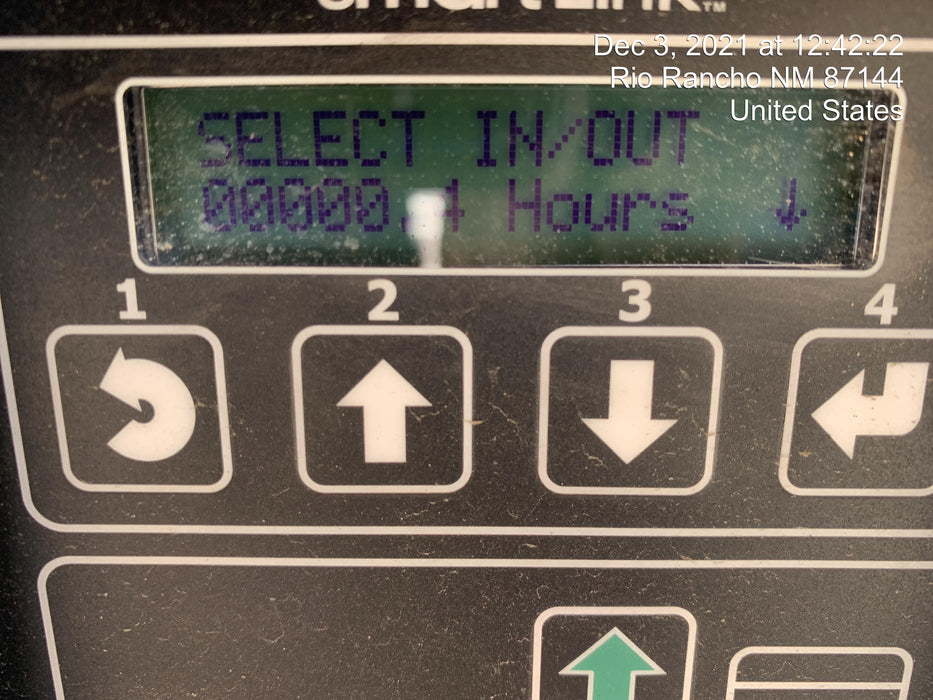 smartLink™
Dec 3, 2021 at 12:42:22
Rio Rancho NM 87144
United States
SELECT IN/OUT
00000.4 Hours ↓
1 2 3 4